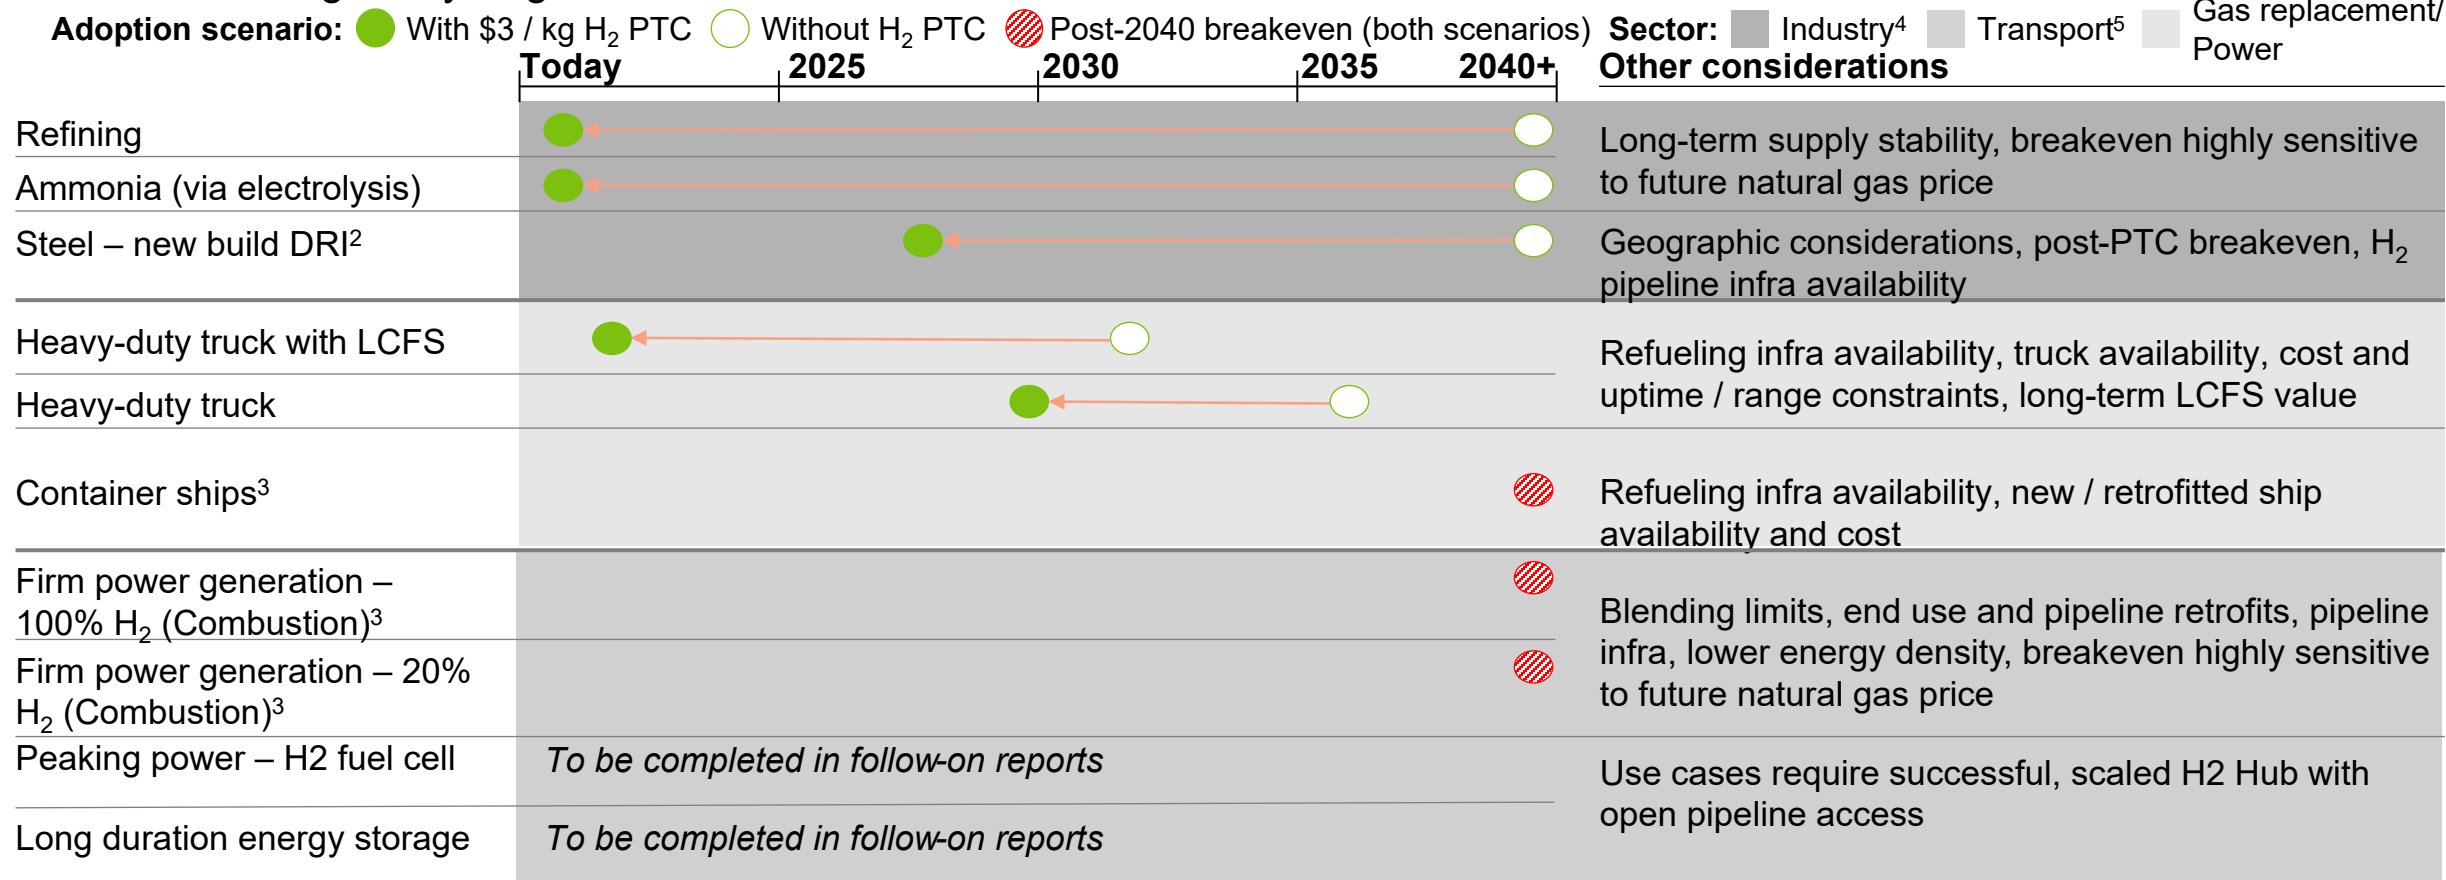 Adoption scenario: With $3 / kg H2 PTC Without H2 PTC Post-2040 breakeven (both scenarios) Sector: Industry4 Transport5 Gas replacement/
Power
Today 2025 2030 2035 2040+ Other considerations
Refining
Ammonia (via electrolysis)
Long-term supply stability, breakeven highly sensitive
to future natural gas price
Steel – new build DRI2
Geographic considerations, post-PTC breakeven, H2
pipeline infra availability
Heavy-duty truck with LCFS
Heavy-duty truck
Refueling infra availability, truck availability, cost and
uptime / range constraints, long-term LCFS value
Container ships3
Refueling infra availability, new / retrofitted ship
availability and cost
Firm power generation –
100% H2 (Combustion)3
Firm power generation – 20%
H2 (Combustion)3
Blending limits, end use and pipeline retrofits, pipeline
infra, lower energy density, breakeven highly sensitive
to future natural gas price
Peaking power – H2 fuel cell To be completed in follow-on reports
Long duration energy storage To be completed in follow-on reports
Use cases require successful, scaled H2 Hub with
open pipeline access